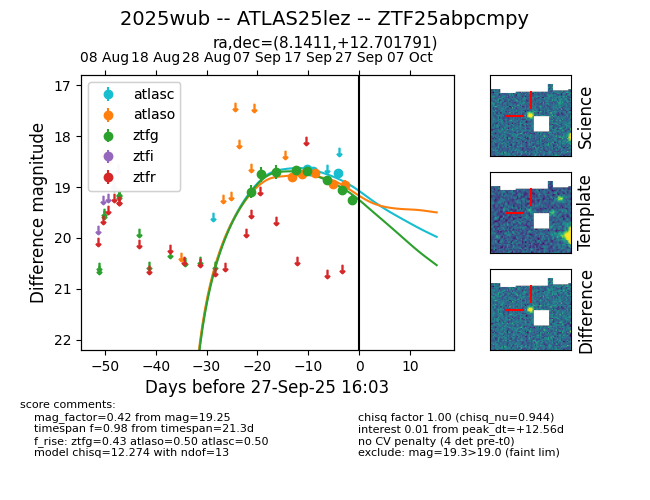 2025wub -- ATLAS25lez -- ZTF25abpcmpy
ra,dec=(8.1411,+12.701791)
08 Aug 18 Aug 28 Aug 07 Sep 17 Sep 27 Sep 07 Oct
17
18
19
20
21
22
Difference magnitude
atlasc
atlaso
ztfg
ztfi
ztfr
−50 −40 −30 −20 −10 0 10
Days before 27-Sep-25 16:03
Science
Template
Difference
score comments:
mag_factor=0.42 from mag=19.25
timespan f=0.98 from timespan=21.3d
f_rise: ztfg=0.43 atlaso=0.50 atlasc=0.50
model chisq=12.274 with ndof=13
chisq factor 1.00 (chisq_nu=0.944)
interest 0.01 from peak_dt=+12.56d
no CV penalty (4 det pre-t0)
exclude: mag=19.3>19.0 (faint lim)